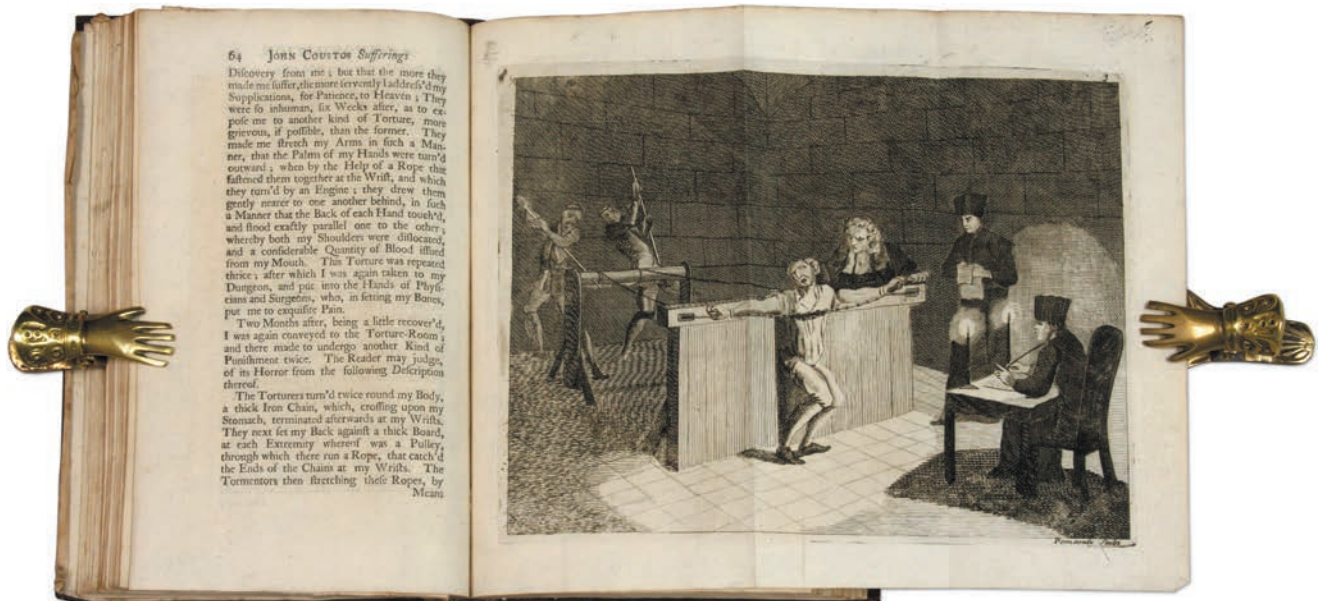 64 JOHN COUSTOS Sufferings
Diſcovery from me; but that the more they
made me ſuffer, the more fervently I addreſs'd my
Supplications, for Patience, to Heaven; They
were ſo inhuman, ſix Weeks after, as to ex-
poſe me to another kind of Torture, more
grievous, if poſſible, than the former. They
made me ſtretch my Arms in ſuch a Man-
ner, that the Palms of my Hands were turn'd
outward; when by the Help of a Rope that
faſtened them together at the Wriſt, and which
they turn'd by an Engine; they drew them
gently nearer to one another behind, in ſuch
a Manner that the Back of each Hand touch'd,
and ſtood exactly parallel one to the other;
whereby both my Shoulders were diſlocated,
and a conſiderable Quantity of Blood iſſued
from my Mouth. This Torture was repeated
thrice; after which I was again taken to my
Dungeon, and put into the Hands of Phyſi-
cians and Surgeons, who, in ſetting my Bones,
put me to exquiſite Pain.
Two Months after, being a little recover'd,
I was again conveyed to the Torture-Room;
and there made to undergo another Kind of
Puniſhment twice. The Reader may judge,
of its Horror from the following Deſcription
thereof.
The Torturers turn'd twice round my Body,
a thick Iron Chain, which, croſſing upon my
Stomach, terminated afterwards at my Wriſts.
They next ſet my Back againſt a thick Board,
at each Extremity whereof was a Pulley,
through which there run a Rope, that catch'd
the Ends of the Chains at my Wriſts. The
Tormentors then ſtretching theſe Ropes, by
Means
3